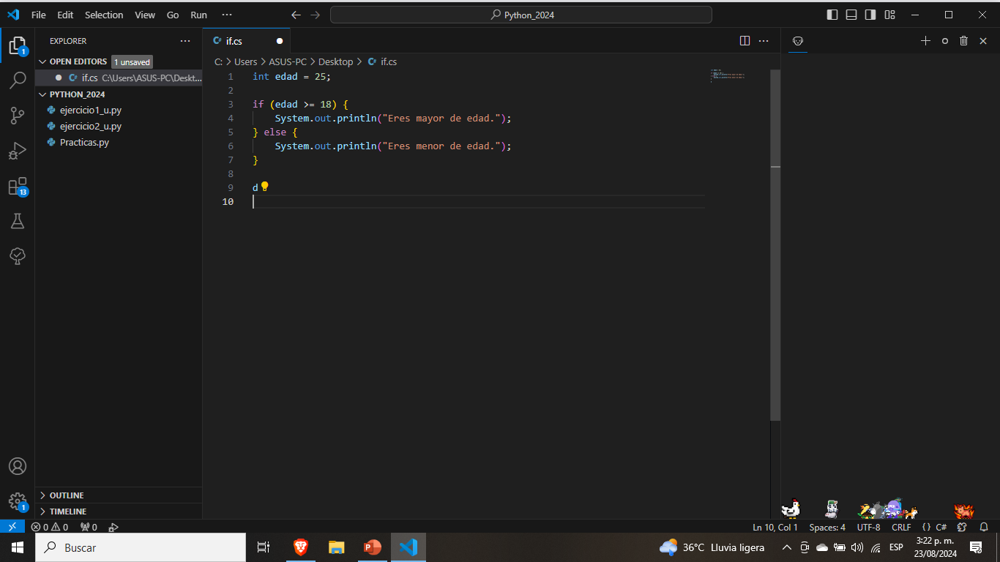 File Edit Selection View Go Run ··· Python_2024
EXPLORER ···
OPEN EDITORS 1 unsaved
if.cs C:\Users\ASUS-PC\Deskt...
PYTHON_2024
ejercicio1_u.py
ejercicio2_u.py
Practicas.py
1
13
OUTLINE
TIMELINE
1
if.cs
C: > Users > ASUS-PC > Desktop > if.cs
1 int edad = 25;
2
3 if (edad >= 18) {
4     System.out.println("Eres mayor de edad.");
5 } else {
6     System.out.println("Eres menor de edad.");
7 }
8
9 d
10
0 0 0 Ln 10, Col 1 Spaces: 4 UTF-8 CRLF {} C#
Buscar 36°C Lluvia ligera ESP 3:22 p. m.
23/08/2024